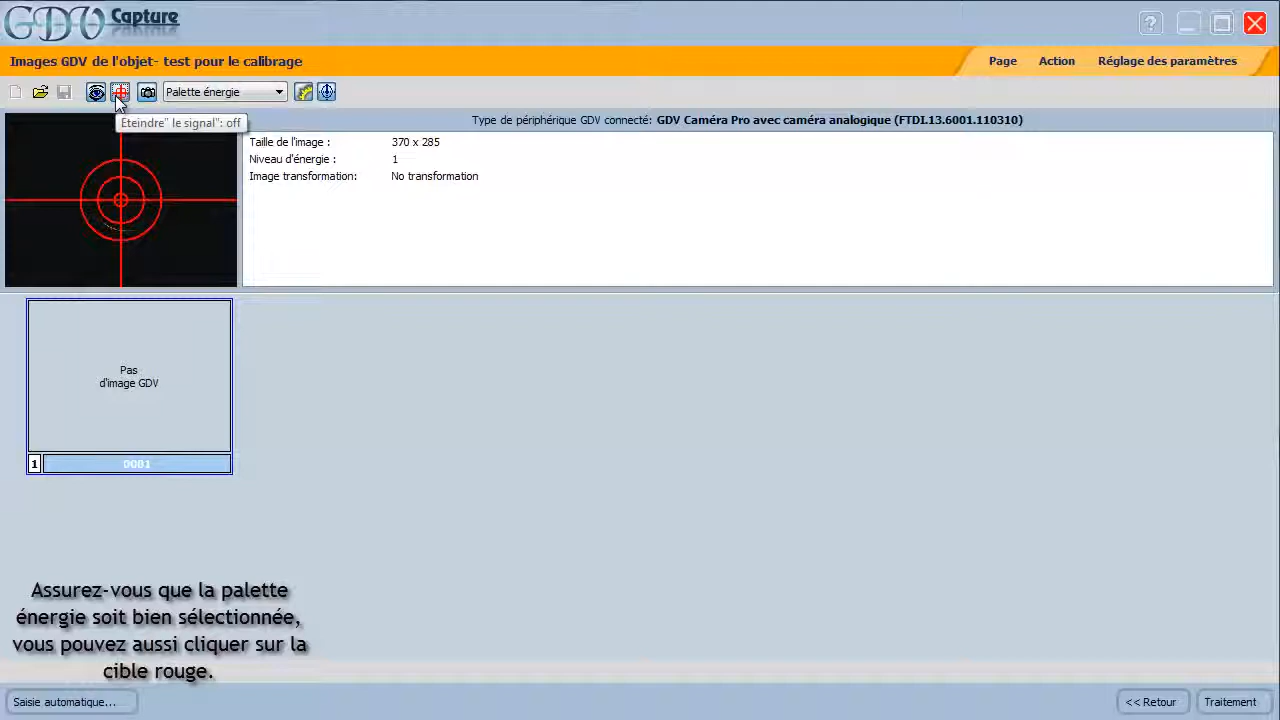 GDV Capture
Images GDV de l'objet- test pour le calibrage
Page Action Réglage des paramètres
Palette énergie
Eteindre" le signal": off
Type de périphérique GDV connecté: GDV Caméra Pro avec caméra analogique (FTDI.13.6001.110310)
Taille de l'image : 370 x 285
Niveau d'énergie : 1
Image transformation: No transformation
Pas
d'image GDV
1 0001
Assurez-vous que la palette
énergie soit bien sélectionnée,
vous pouvez aussi cliquer sur la
cible rouge.
Saisie automatique...
<< Retour Traitement